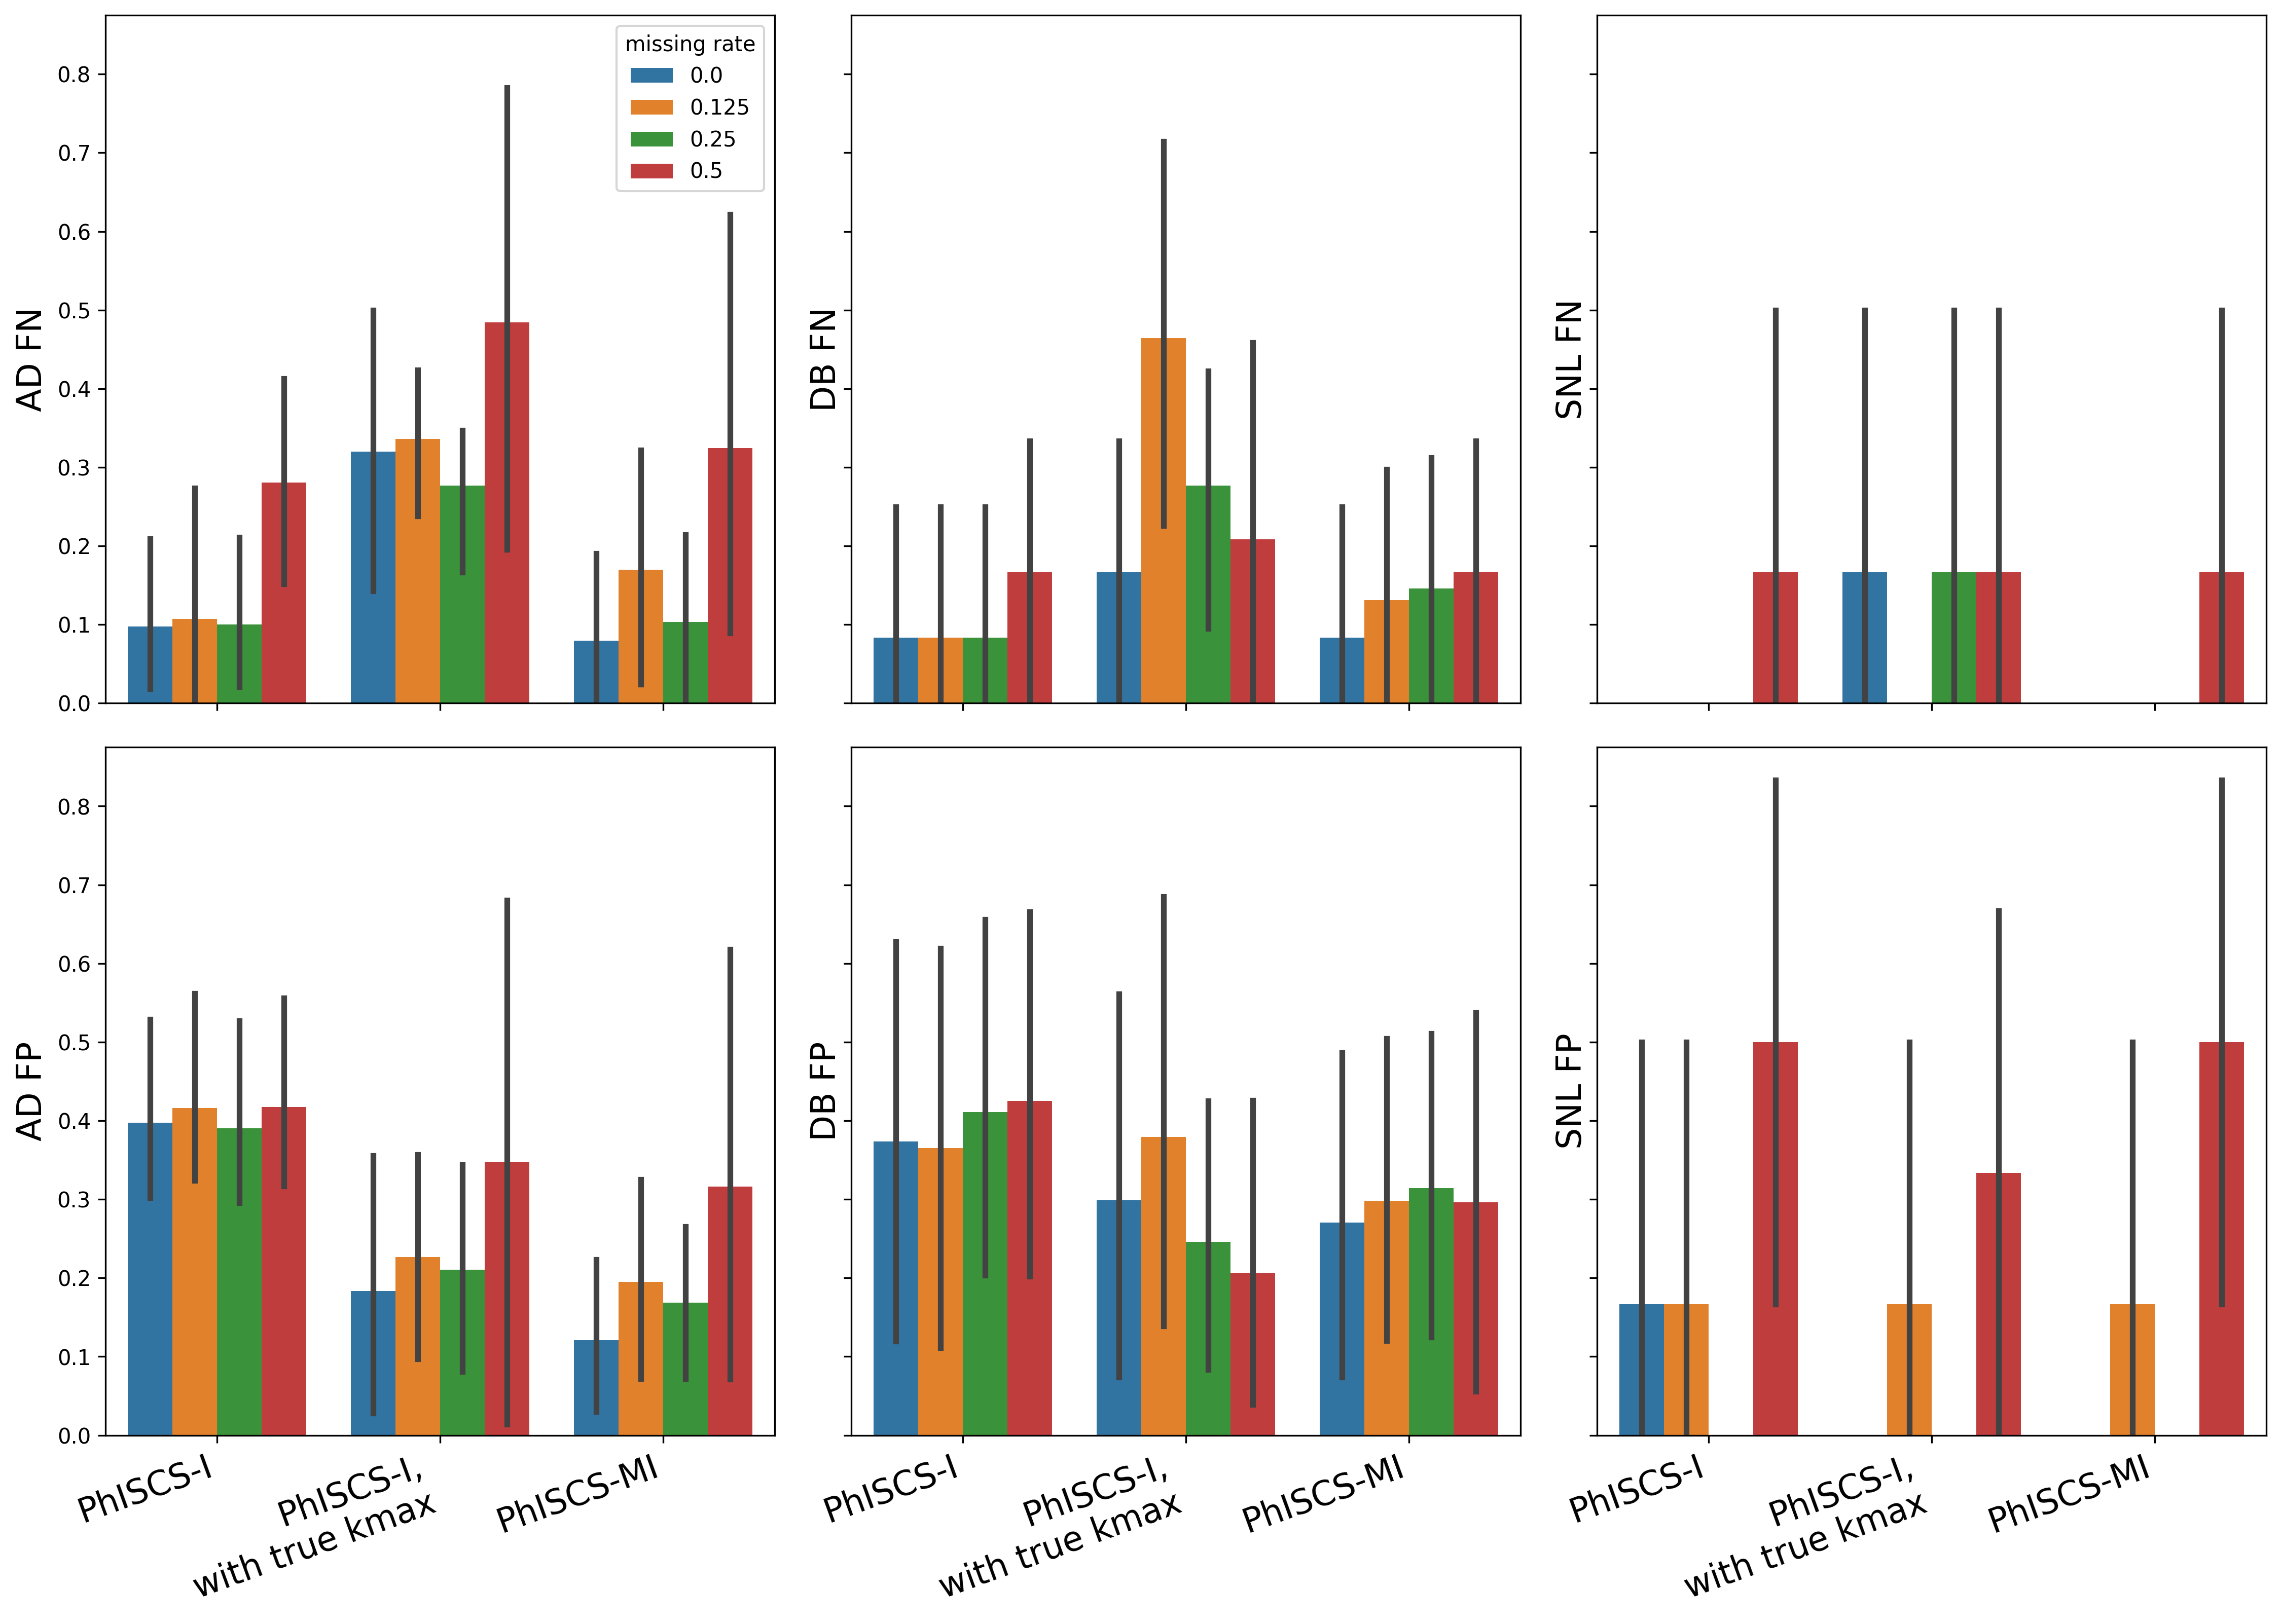 missing rate
0.0
0.125
0.25
0.5
AD FN
0.8
0.7
0.6
0.5
0.4
0.3
0.2
0.1
0.0
DB FN
SNL FN
AD FP
0.8
0.7
0.6
0.5
0.4
0.3
0.2
0.1
0.0
DB FP
SNL FP
PhISCS-I
PhISCS-I,
with true kmax
PhISCS-MI
PhISCS-I
PhISCS-I,
with true kmax
PhISCS-MI
PhISCS-I
PhISCS-I,
with true kmax
PhISCS-MI